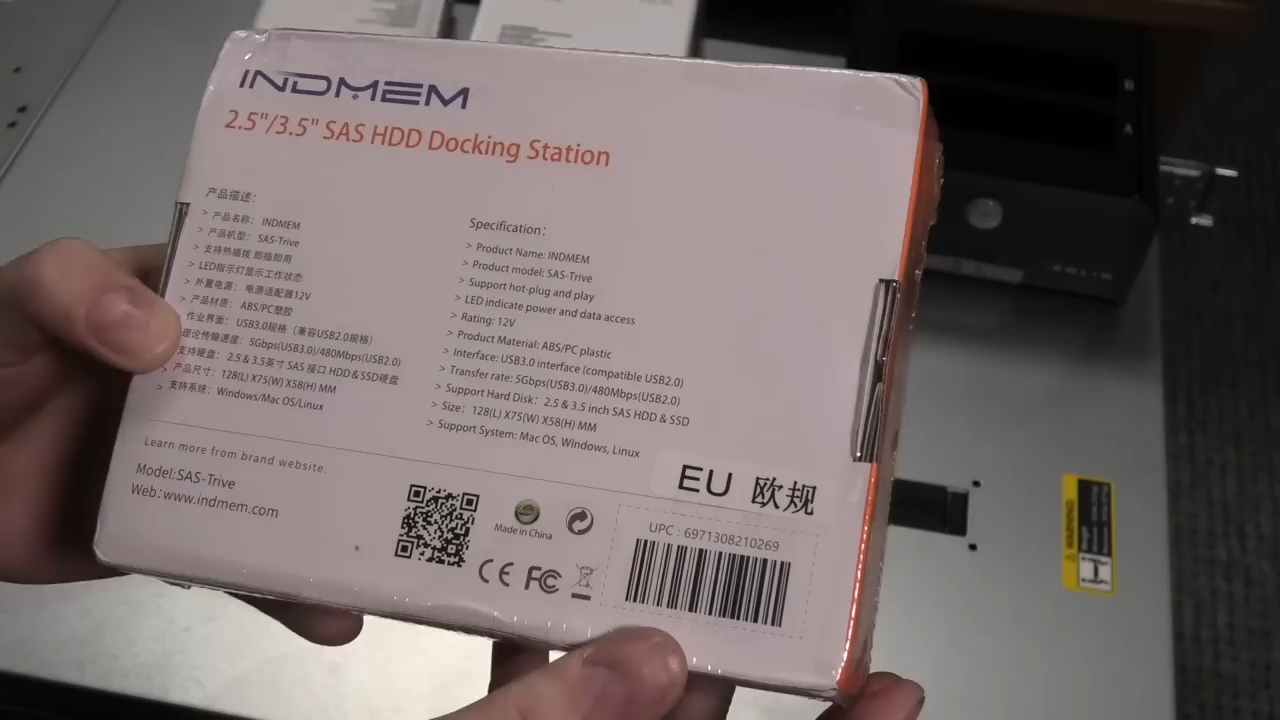 INDMEM
2.5"/3.5" SAS HDD Docking Station
产品描述：
> 产品名称： INDMEM
> 产品机型： SAS-Trive
> 支持热插拔 即插即用
> LED指示灯显示工作状态
> 外置电源： 电源适配器12V
> 产品材质： ABS/PC塑胶
作业界面： USB3.0规格（兼容USB2.0规格）
理论传输速度：5Gbps(USB3.0)/480Mbps(USB2.0)
支持硬盘：2.5 & 3.5英寸 SAS 接口 HDD & SSD硬盘
> 产品尺寸：128(L) X75(W) X58(H) MM
> 支持系统：Windows/Mac OS/Linux
Specification：
> Product Name: INDMEM
> Product model: SAS-Trive
> Support hot-plug and play
> LED indicate power and data access
> Rating: 12V
> Product Material: ABS/PC plastic
> Interface: USB3.0 interface (compatible USB2.0)
> Transfer rate: 5Gbps(USB3.0)/480Mbps(USB2.0)
> Support Hard Disk：2.5 & 3.5 inch SAS HDD & SSD
> Size：128(L) X75(W) X58(H) MM
> Support System: Mac OS, Windows, Linux
Learn more from brand website.
Model:SAS-Trive
Web:www.indmem.com
Made in China
CE FC
EU 欧规
UPC : 6971308210269
B
A
WARNING